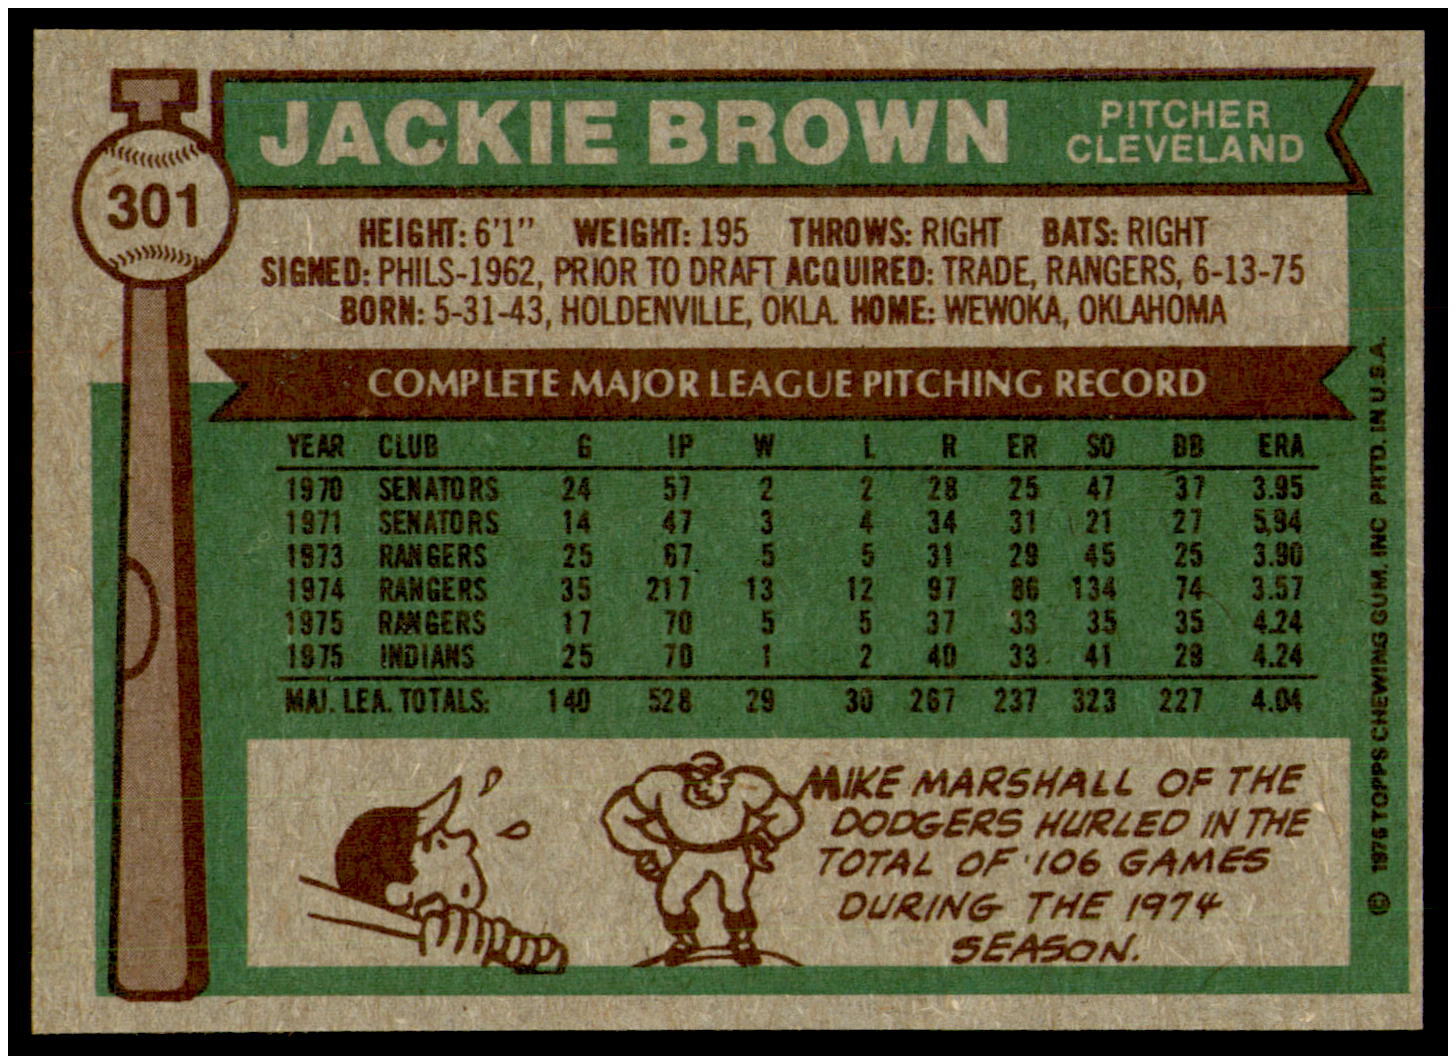 JACKIE BROWN
PITCHER
CLEVELAND
301
HEIGHT: 6'1" WEIGHT: 195 THROWS: RIGHT BATS: RIGHT
SIGNED: PHILS-1962, PRIOR TO DRAFT ACQUIRED: TRADE, RANGERS, 6-13-75
BORN: 5-31-43, HOLDENVILLE, OKLA. HOME: WEWOKA, OKLAHOMA
COMPLETE MAJOR LEAGUE PITCHING RECORD
YEAR CLUB G IP W L R ER SO BB ERA
1970 SENATORS 24 57 2 2 28 25 47 37 3.95
1971 SENATORS 14 47 3 4 34 31 21 27 5.94
1973 RANGERS 25 67 5 5 31 29 45 25 3.90
1974 RANGERS 35 217 13 12 97 86 134 74 3.57
1975 RANGERS 17 70 5 5 37 33 35 35 4.24
1975 INDIANS 25 70 1 2 40 33 41 29 4.24
MAJ. LEA. TOTALS: 140 528 29 30 267 237 323 227 4.04
MIKE MARSHALL OF THE
DODGERS HURLED IN THE
TOTAL OF 106 GAMES
DURING THE 1974
SEASON.
© 1976 TOPPS CHEWING GUM, INC PRTD. IN U.S.A.